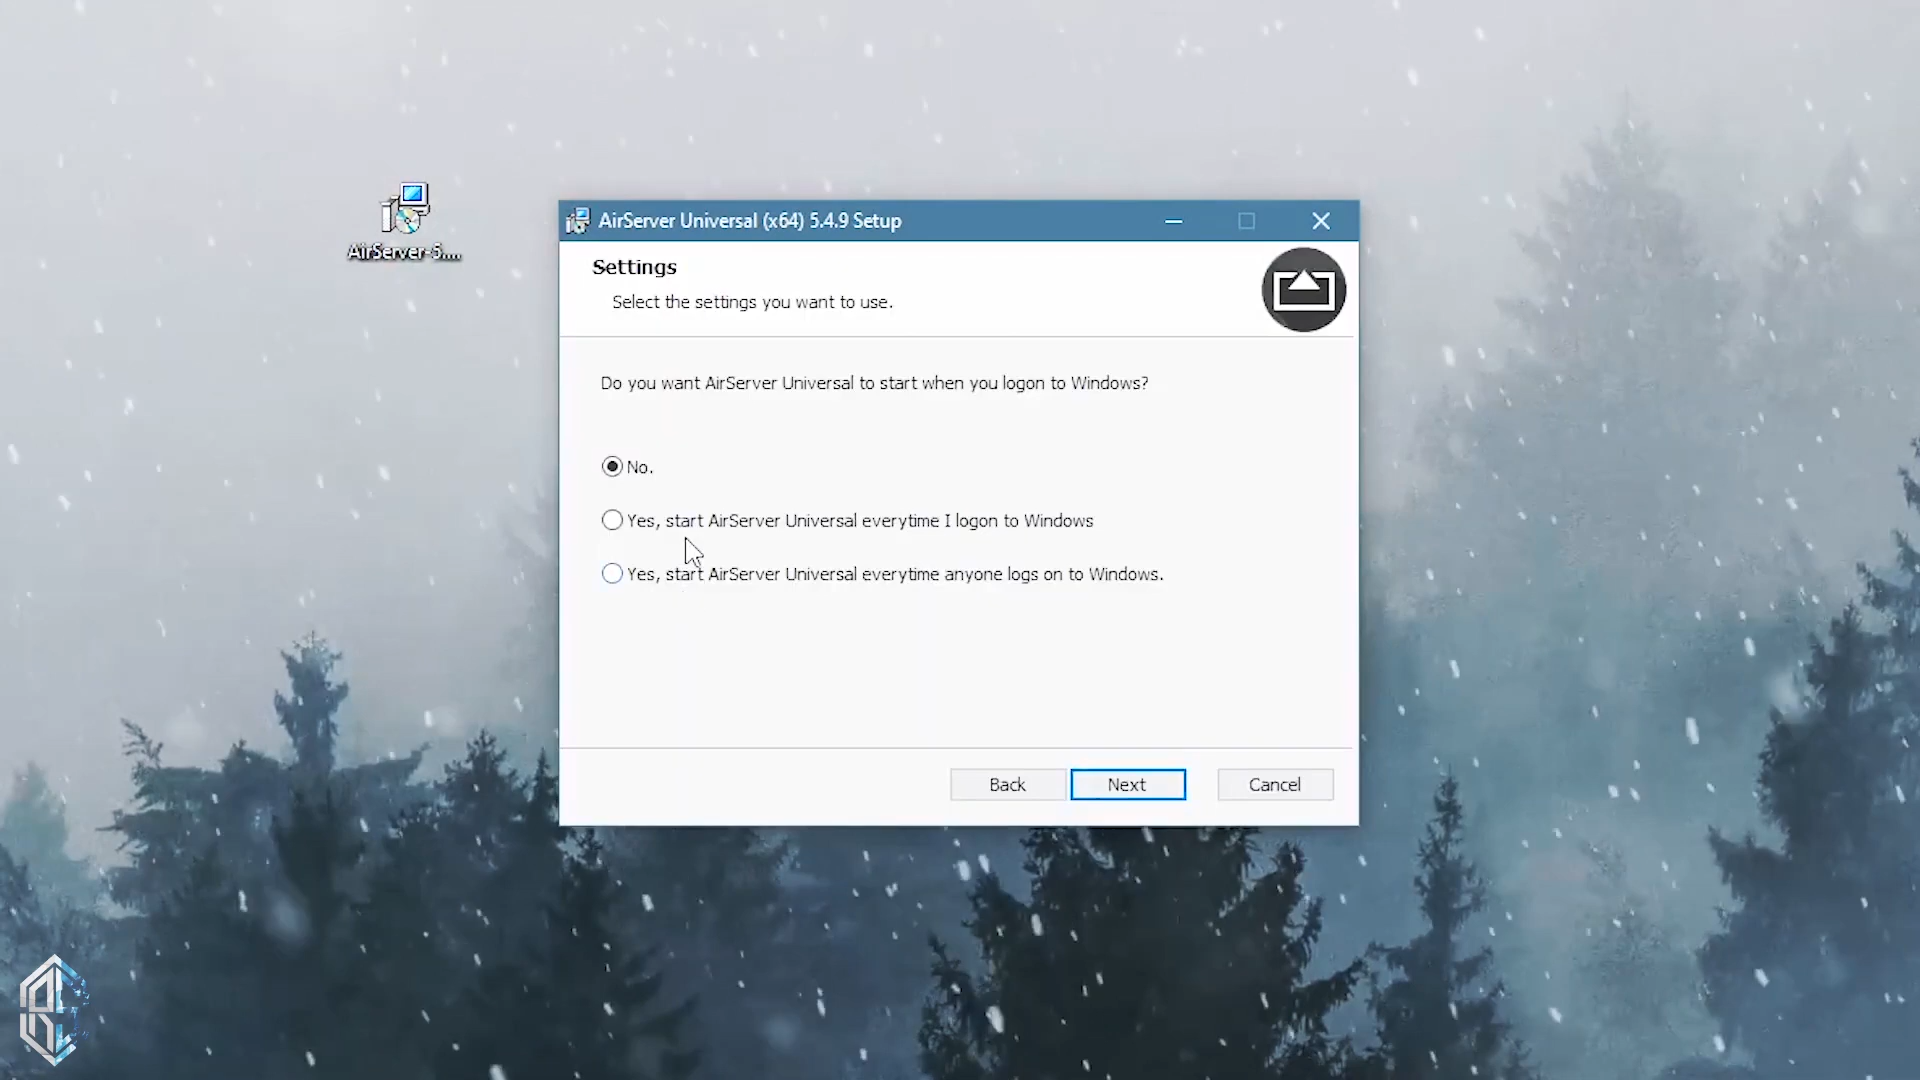 AirServer-5....
AirServer Universal (x64) 5.4.9 Setup
Settings
Select the settings you want to use.
Do you want AirServer Universal to start when you logon to Windows?
No.
Yes, start AirServer Universal everytime I logon to Windows
Yes, start AirServer Universal everytime anyone logs on to Windows.
Back
Next
Cancel